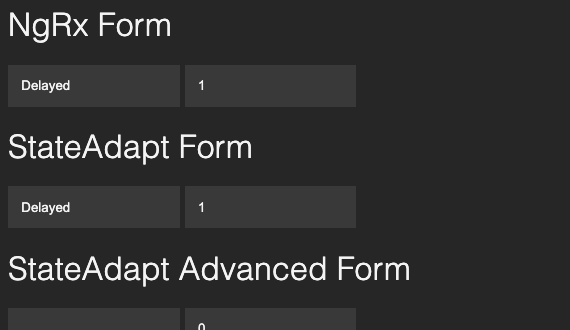 NgRx Form
Delayed 1
StateAdapt Form
Delayed 1
StateAdapt Advanced Form
0